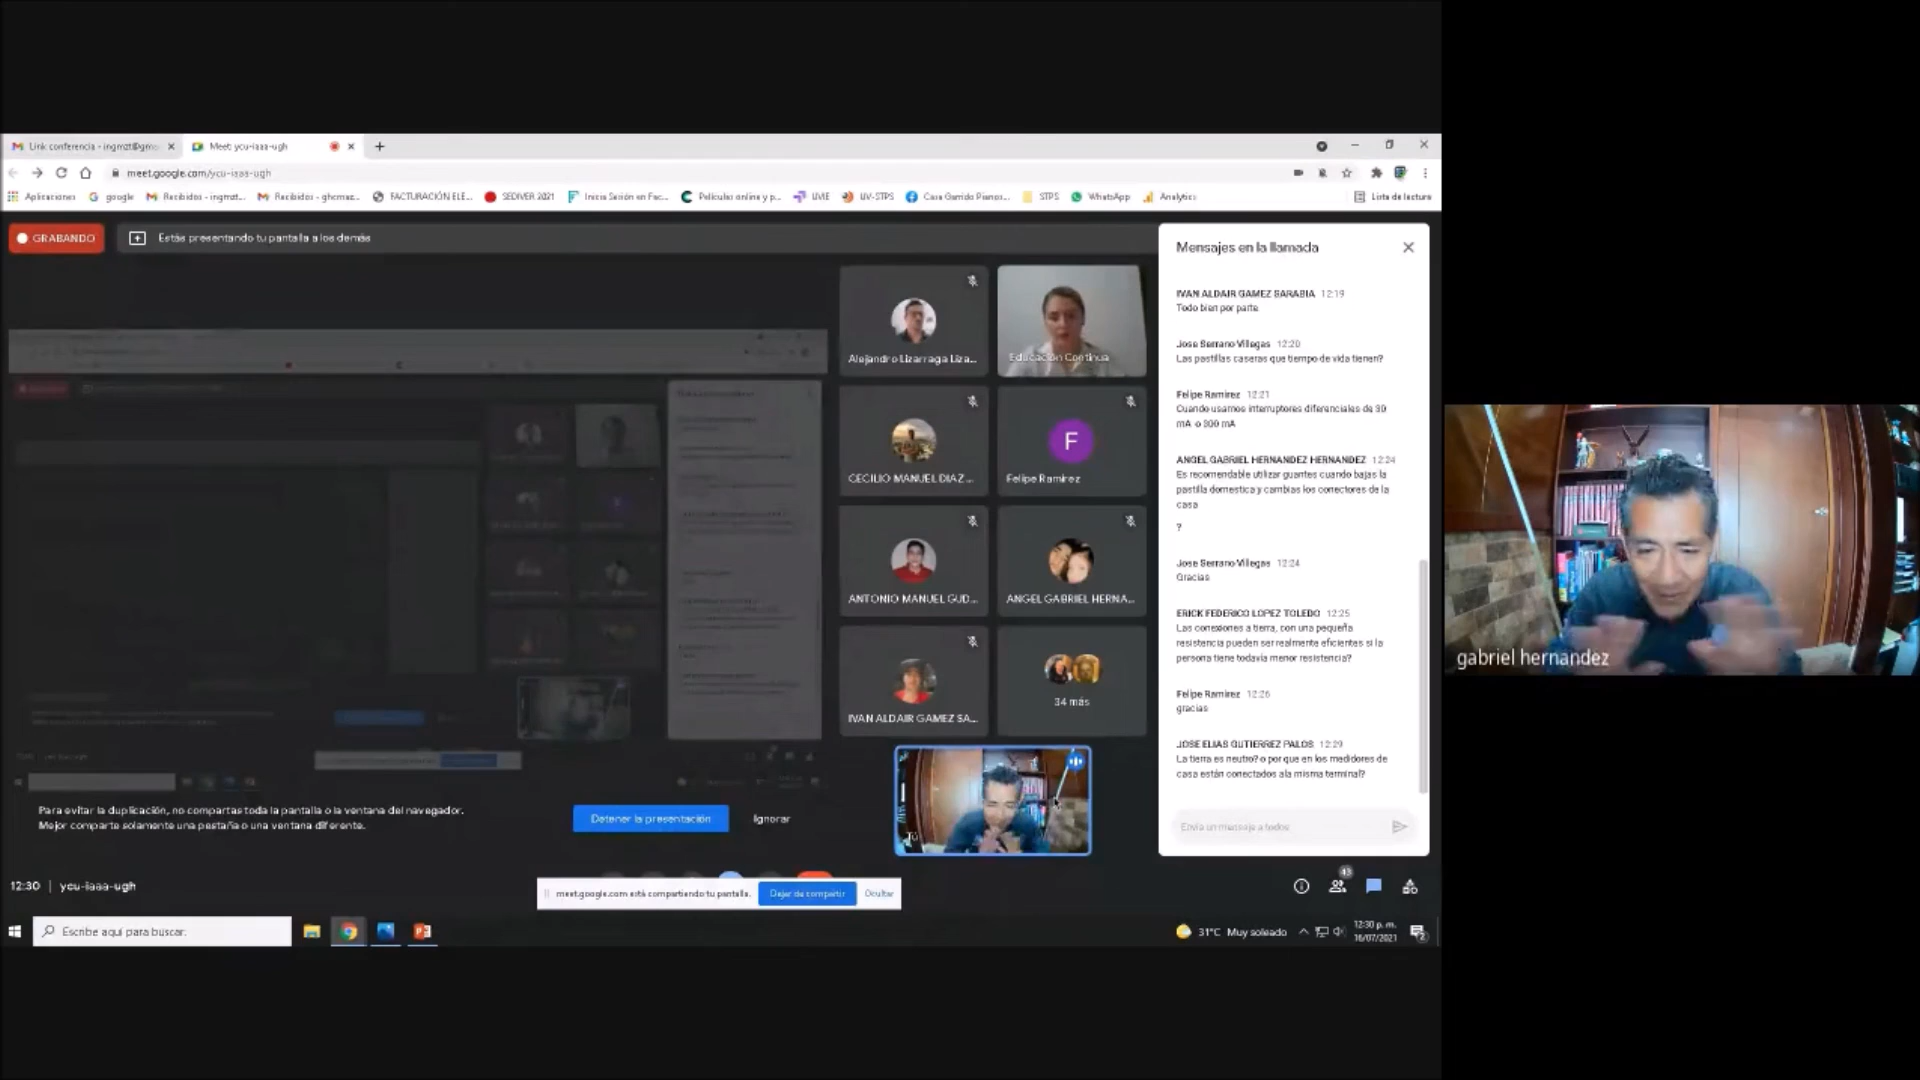 Link conferencia - ingmzt@gm
Meet: ycu-iaaa-ugh
meet.google.com/ycu-iaaa-ugh
Aplicaciones
google
Recibidos - ingmzt...
Recibidos - ghernaz...
FACTURACIÓN ELE...
SEDIVER 2021
Inicia Sesión en Fac...
Películas online y p...
UVIE
UV-STPS
Casa Garrido Pianos...
STPS
WhatsApp
Analytics
Lista de lectura
GRABANDO
Estás presentando tu pantalla a los demás
Alejandro Lizarraga Liza...
Educación Continua
CECILIO MANUEL DIAZ ...
F
Felipe Ramirez
ANTONIO MANUEL GUD...
ANGEL GABRIEL HERNA...
IVAN ALDAIR GAMEZ SA...
34 más
Tú
Mensajes en la llamada
IVAN ALDAIR GAMEZ SARABIA 12:19
Todo bien por parte
Jose Serrano Villegas 12:20
Las pastillas caseras que tiempo de vida tienen?
Felipe Ramirez 12:21
Cuando usamos interruptores diferenciales de 30
mA o 300 mA
ANGEL GABRIEL HERNANDEZ HERNANDEZ 12:24
Es recomendable utilizar guantes cuando bajas la
pastilla domestica y cambias los conectores de la
casa
?
Jose Serrano Villegas 12:24
Gracias
ERICK FEDERICO LOPEZ TOLEDO 12:25
Las conexiones a tierra, con una pequeña
resistencia pueden ser realmente eficientes si la
persona tiene todavía menor resistencia?
Felipe Ramirez 12:26
gracias
JOSE ELIAS GUTIERREZ PALOS 12:29
La tierra es neutro? o por que en los medidores de
casa están conectados ala misma terminal?
Envía un mensaje a todos
Para evitar la duplicación, no compartas toda la pantalla o la ventana del navegador.
Mejor comparte solamente una pestaña o una ventana diferente.
Detener la presentación
Ignorar
12:30 | ycu-iaaa-ugh
meet.google.com está compartiendo tu pantalla.
Dejar de compartir
Ocultar
43
Escribe aquí para buscar.
31°C Muy soleado
12:30 p. m.
16/07/2021
2
gabriel hernandez